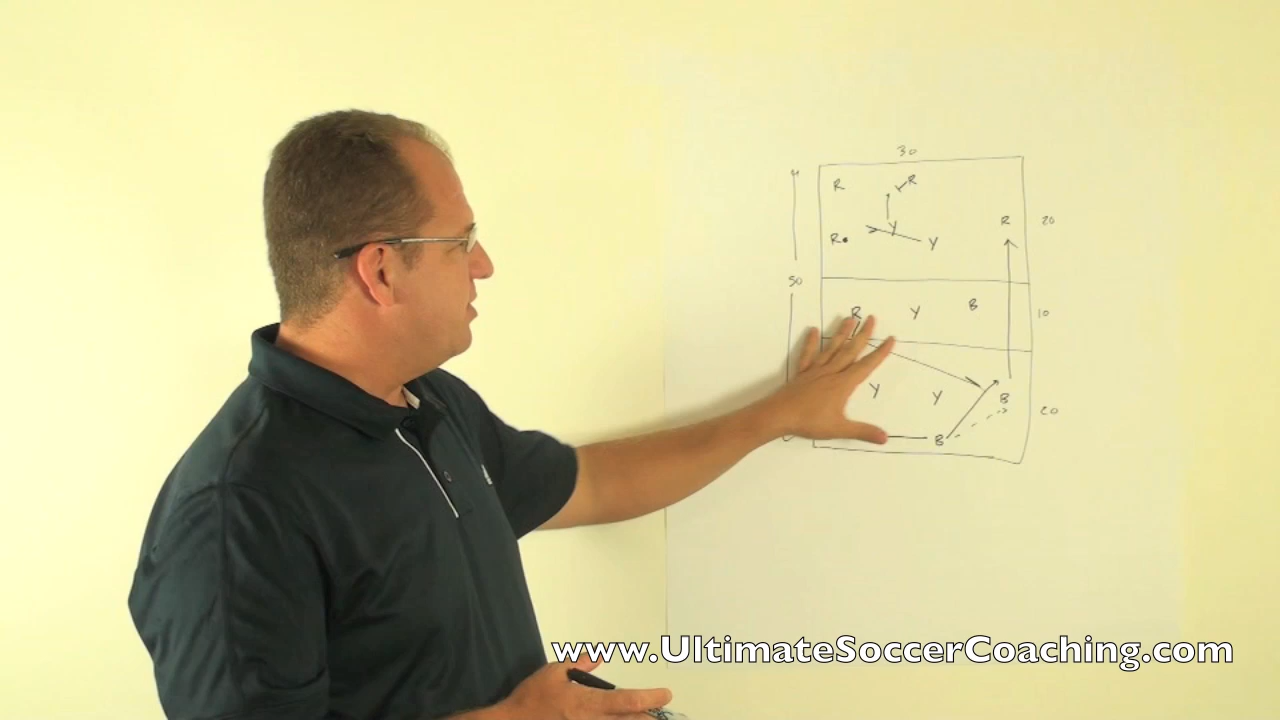 30
R R
R Y Y R 20
50
R Y B 10
Y Y B 20
B
www.UltimateSoccerCoaching.com